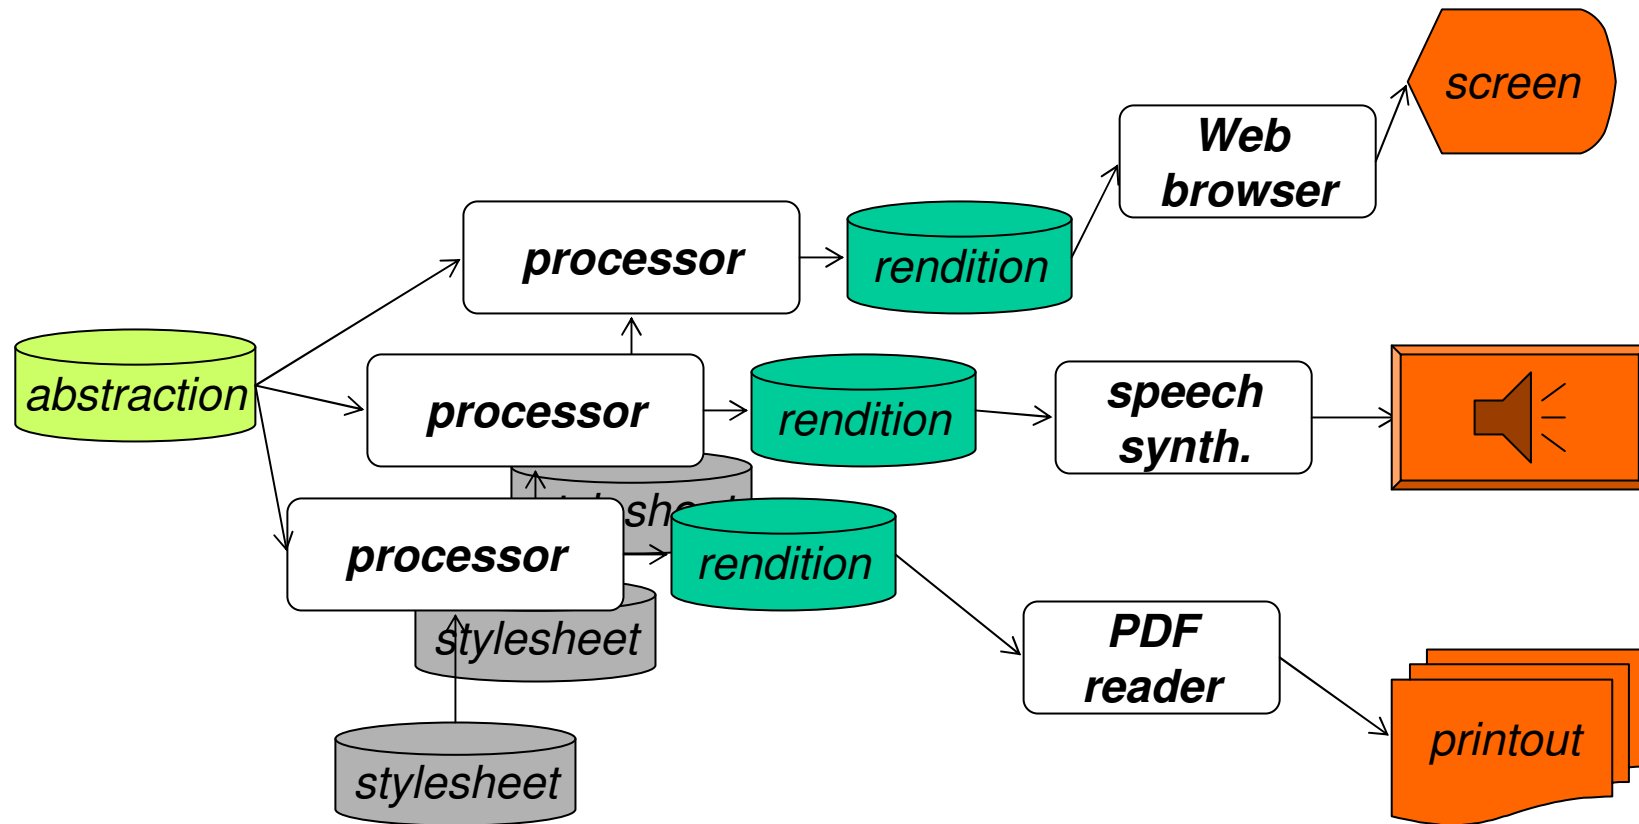 screen
Web
browser
processor
rendition
abstraction
processor
rendition
speech
synth.
processor
rendition
stylesheet
PDF
reader
printout
stylesheet